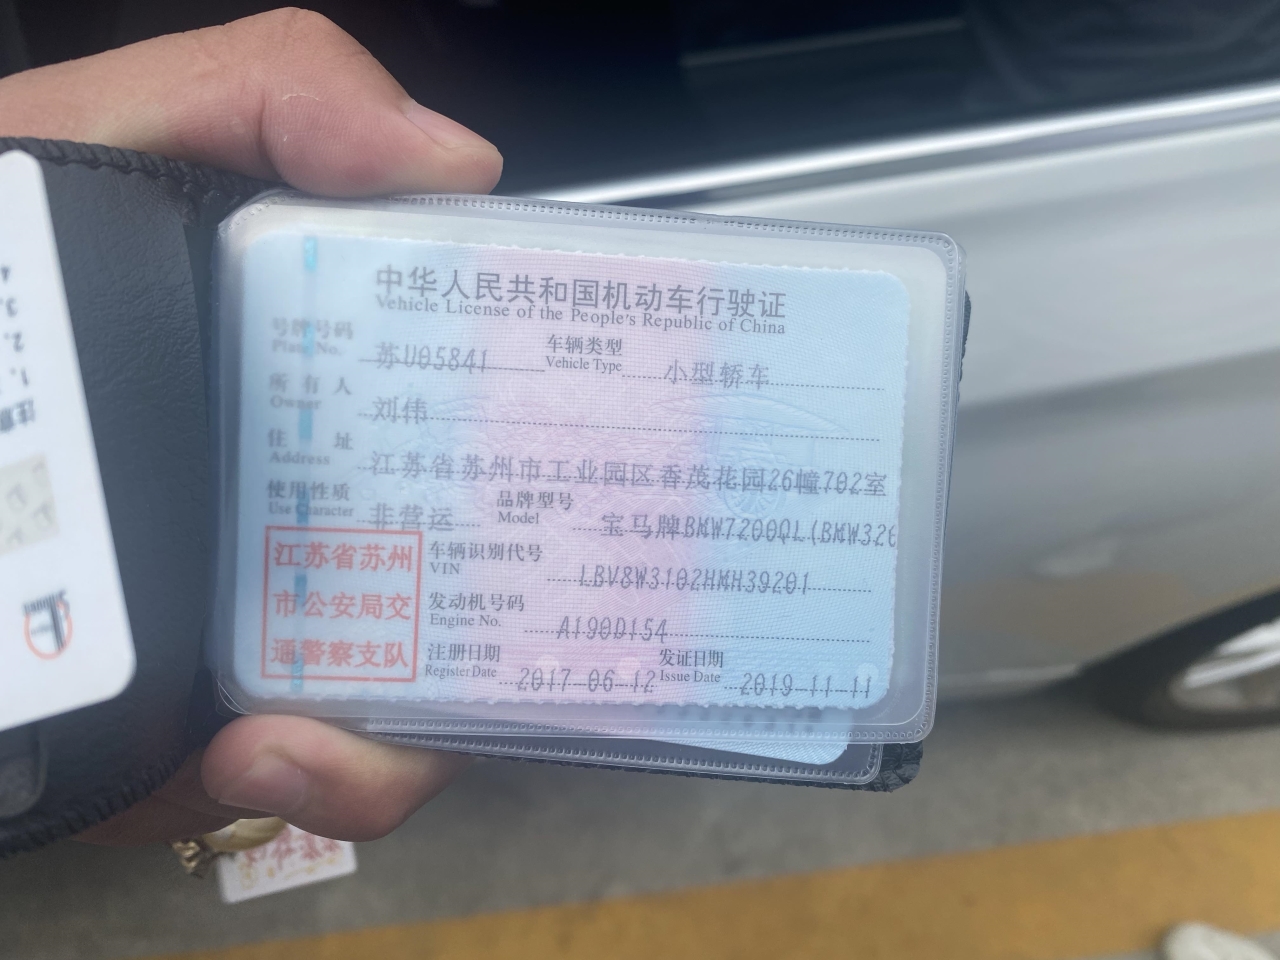 中华人民共和国机动车行驶证
Vehicle License of the People's Republic of China
号牌号码 苏U05841 车辆类型 小型轿车
Plate No. Vehicle Type
所有人 刘伟
Owner
住址 江苏省苏州市工业园区香茂花园26幢702室
Address
使用性质 非营运 品牌型号 宝马牌BMW7200QL(BMW326
Use Character Model
江苏省苏州
市公安局交
通警察支队
车辆识别代号 LBV8W3102HMH39201
VIN
发动机号码 A190D154
Engine No.
注册日期 2017-06-12 发证日期 2019-11-11
Register Date Issue Date
注意
1.
2.
3.
4